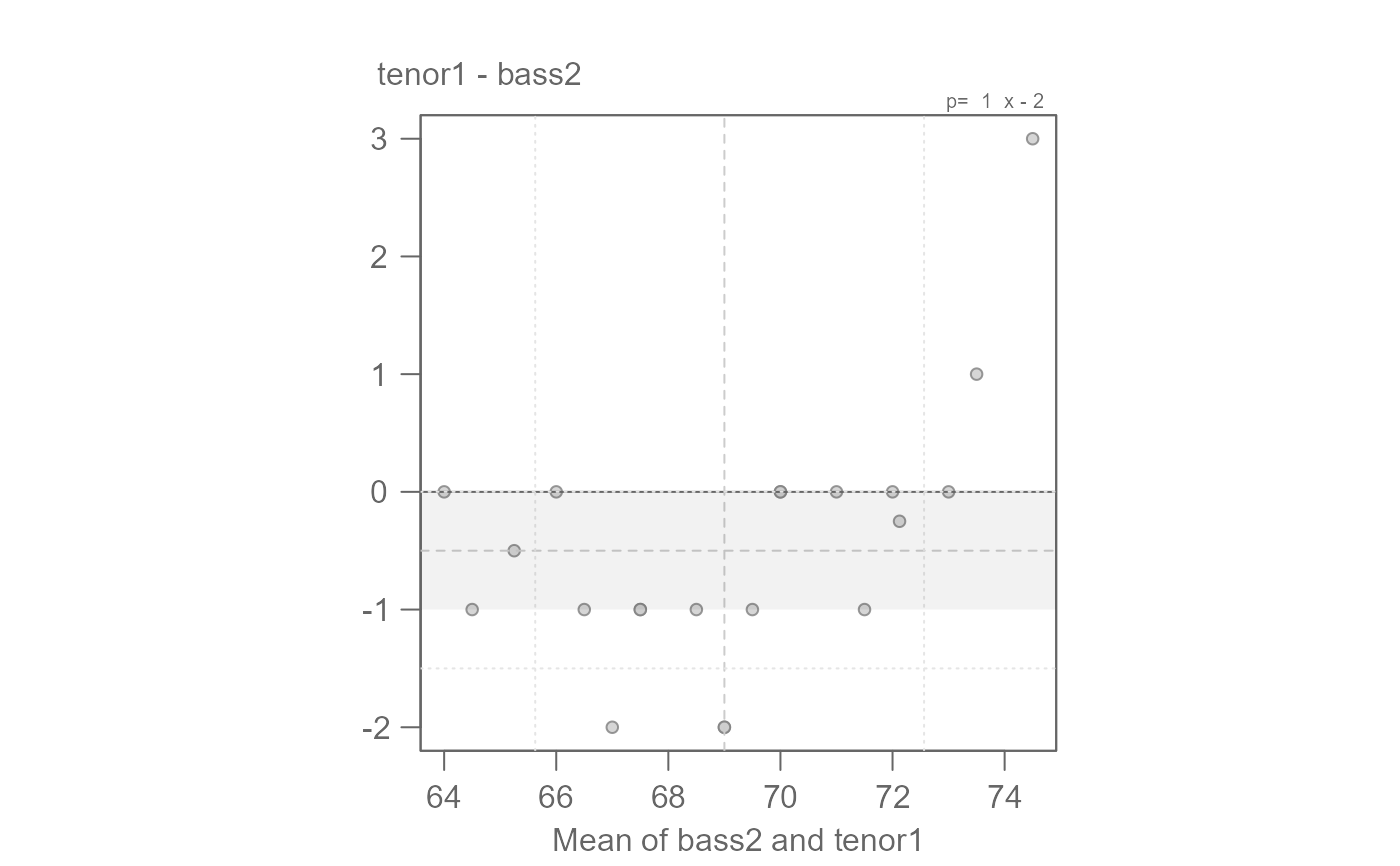 tenor1 - bass2
p= 1 x - 2
3
2
1
0
-1
-2
64 66 68 70 72 74
Mean of bass2 and tenor1